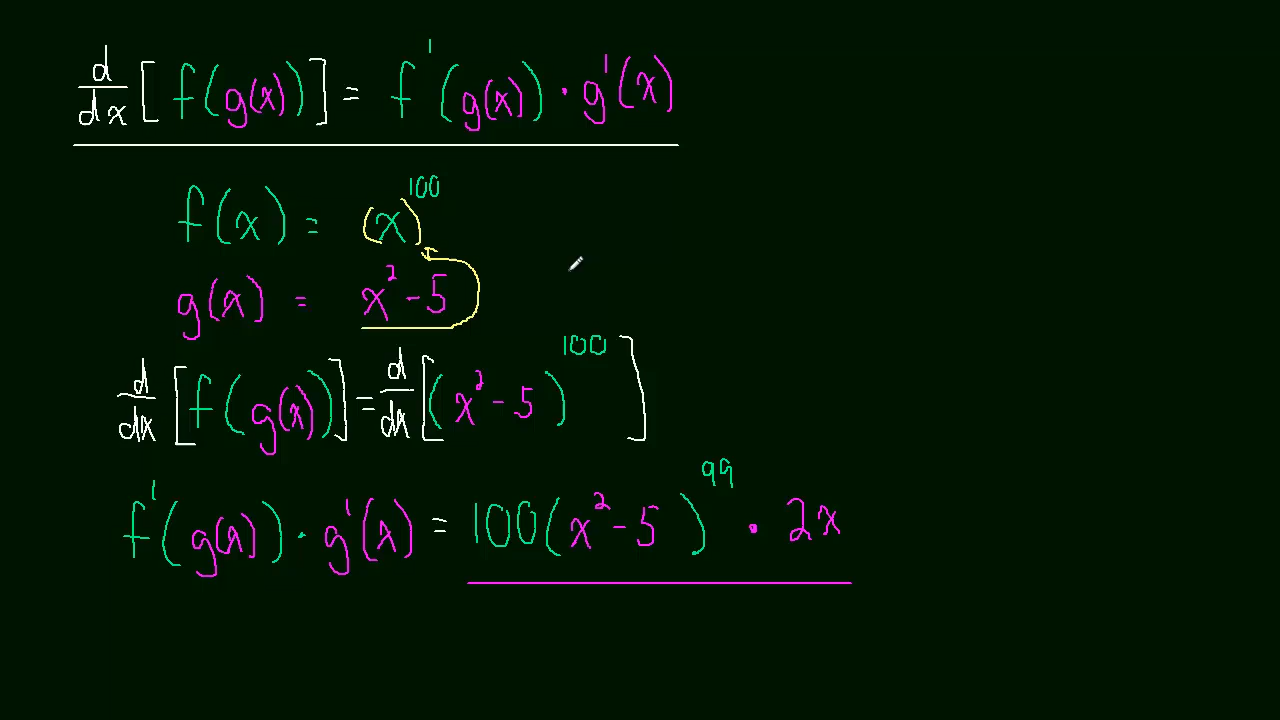 d/dx [ f(g(x)) ] = f'(g(x)) · g'(x)
f(x) = (x)^100
g(x) = x^2 - 5
d/dx [ f(g(x)) ] = d/dx [ (x^2 - 5)^100 ]
f'(g(x)) · g'(x) = 100(x^2 - 5)^99 · 2x